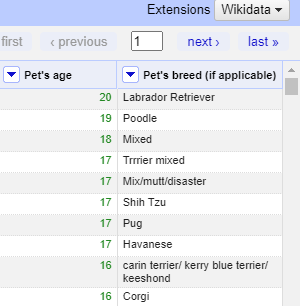 Extensions Wikidata
first ‹ previous 1 next › last »
Pet's age Pet's breed (if applicable)
20 Labrador Retriever
19 Poodle
18 Mixed
17 Trrrier mixed
17 Mix/mutt/disaster
17 Shih Tzu
17 Pug
17 Havanese
16 carin terrier/ kerry blue terrier/
keeshond
16 Corgi